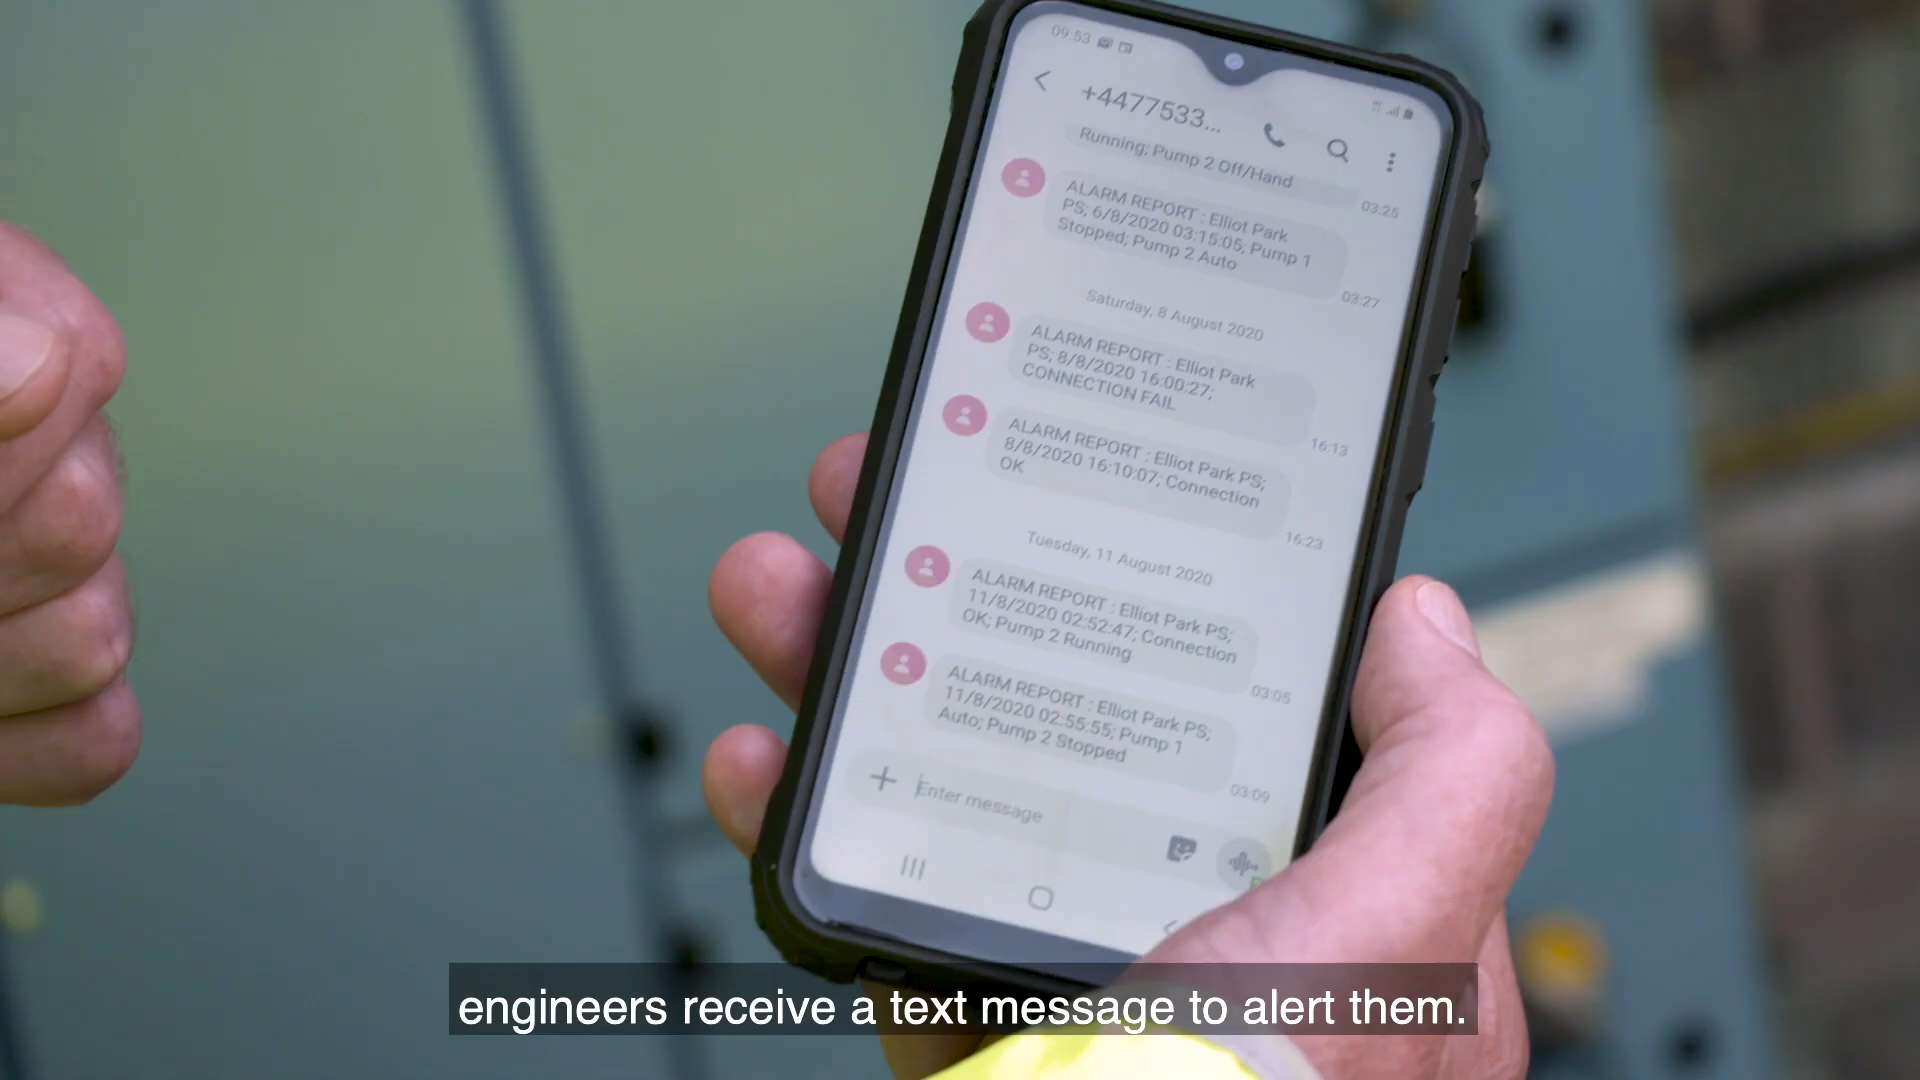 09:53
+4477533...
Running; Pump 2 Off/Hand
03:25
ALARM REPORT : Elliot Park
PS; 6/8/2020 03:15:05; Pump 1
Stopped; Pump 2 Auto
03:27
Saturday, 8 August 2020
ALARM REPORT : Elliot Park
PS; 8/8/2020 16:00:27;
CONNECTION FAIL
16:13
ALARM REPORT : Elliot Park PS;
8/8/2020 16:10:07; Connection
OK
16:23
Tuesday, 11 August 2020
ALARM REPORT : Elliot Park PS;
11/8/2020 02:52:47; Connection
OK; Pump 2 Running
03:05
ALARM REPORT : Elliot Park PS;
11/8/2020 02:55:55; Pump 1
Auto; Pump 2 Stopped
03:09
Enter message
engineers receive a text message to alert them.